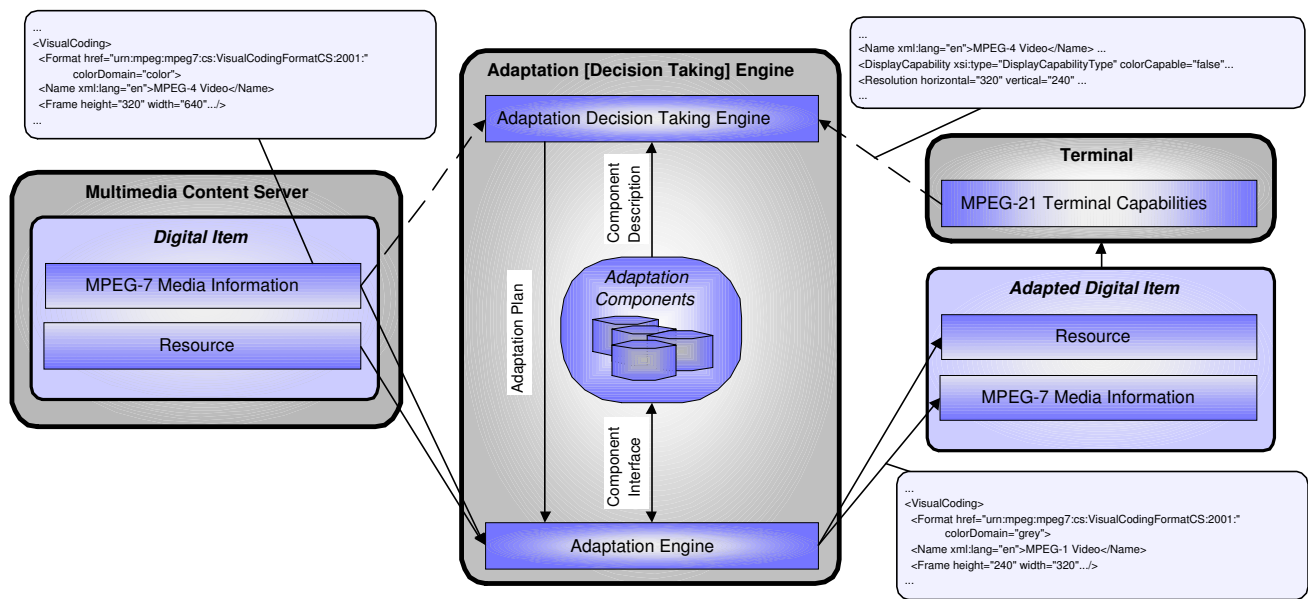 ...
<VisualCoding>
<Format href="urn:mpeg:mpeg7:cs:VisualCodingFormatCS:2001:"
colorDomain="color">
<Name xml:lang="en">MPEG-4 Video</Name>
<Frame height="320" width="640".../>
...
Multimedia Content Server
Digital Item
MPEG-7 Media Information
Resource
Adaptation [Decision Taking] Engine
Adaptation Decision Taking Engine
Component
Description
Adaptation Plan
Adaptation
Components
Component
Interface
Adaptation Engine
...
<Name xml:lang="en">MPEG-4 Video</Name> ...
<DisplayCapability xsi:type="DisplayCapabilityType" colorCapable="false"...
<Resolution horizontal="320" vertical="240" ...
...
Terminal
MPEG-21 Terminal Capabilities
Adapted Digital Item
Resource
MPEG-7 Media Information
...
<VisualCoding>
<Format href="urn:mpeg:mpeg7:cs:VisualCodingFormatCS:2001:"
colorDomain="grey">
<Name xml:lang="en">MPEG-1 Video</Name>
<Frame height="240" width="320".../>
...